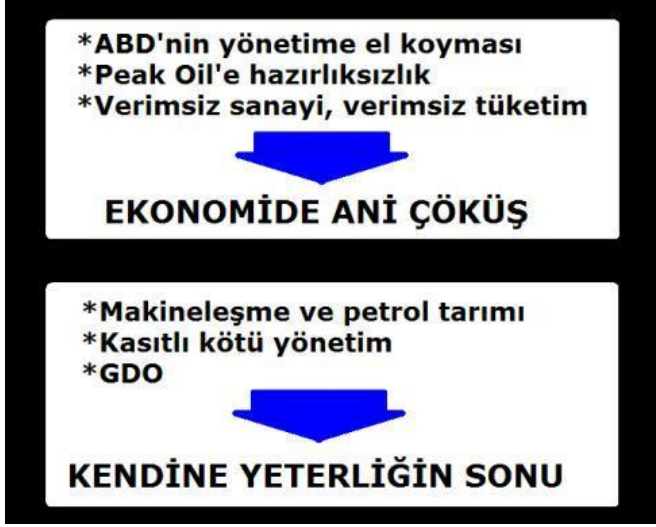 *ABD'nin yönetime el koyması
*Peak Oil'e hazırlıksızlık
*Verimsiz sanayi, verimsiz tüketim
EKONOMİDE ANİ ÇÖKÜŞ
*Makineleşme ve petrol tarımı
*Kasıtlı kötü yönetim
*GDO
KENDİNE YETERLİĞİN SONU